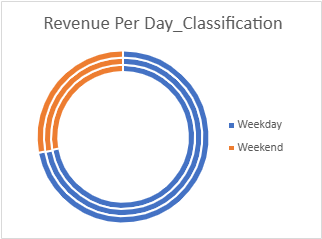 Revenue Per Day_Classification
Weekday
Weekend